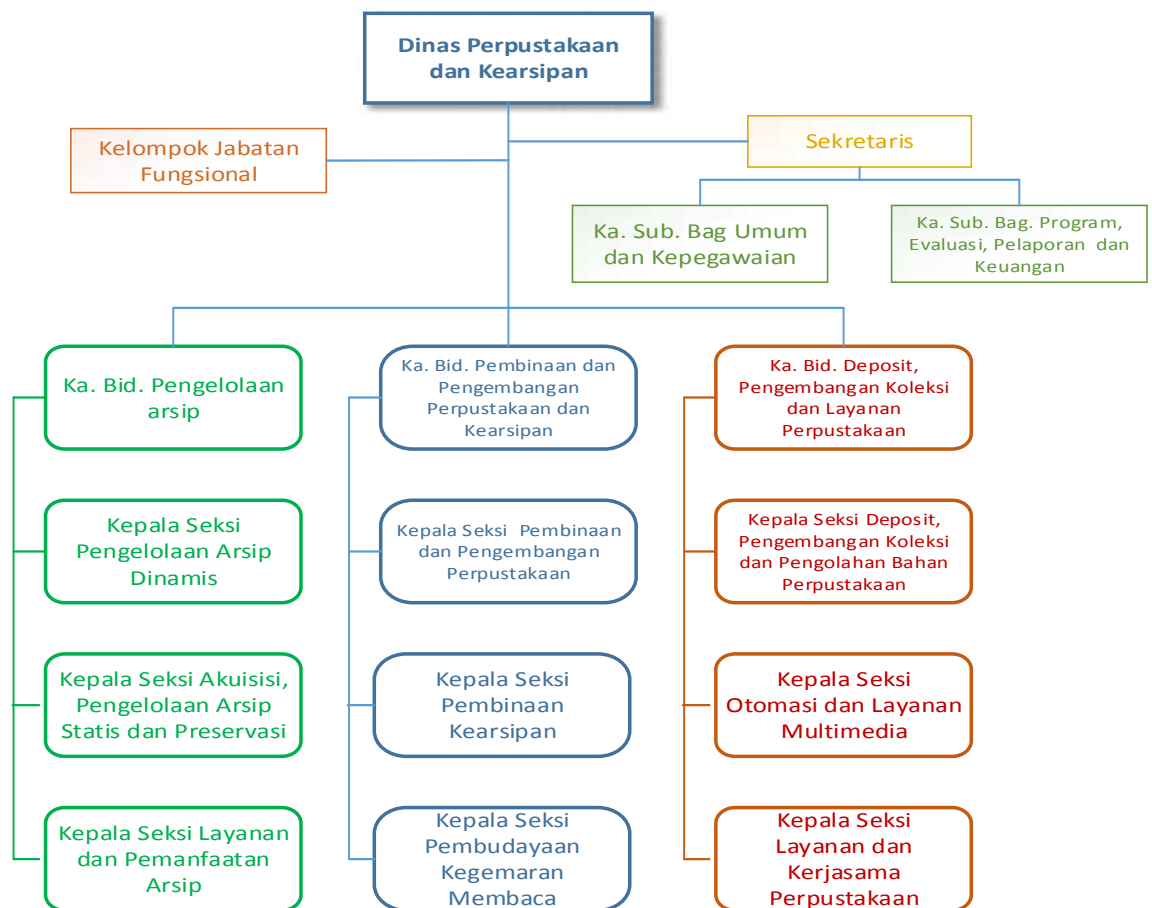 Dinas Perpustakaan
dan Kearsipan
Kelompok Jabatan
Fungsional
Sekretaris
Ka. Sub. Bag Umum
dan Kepegawaian
Ka. Sub. Bag. Program,
Evaluasi, Pelaporan dan
Keuangan
Ka. Bid. Pengelolaan
arsip
Ka. Bid. Pembinaan dan
Pengembangan
Perpustakaan dan
Kearsipan
Ka. Bid. Deposit,
Pengembangan Koleksi
dan Layanan
Perpustakaan
Kepala Seksi
Pengelolaan Arsip
Dinamis
Kepala Seksi Pembinaan
dan Pengembangan
Perpustakaan
Kepala Seksi Deposit,
Pengembangan Koleksi
dan Pengolahan Bahan
Perpustakaan
Kepala Seksi Akuisisi,
Pengelolaan Arsip
Statis dan Preservasi
Kepala Seksi
Pembinaan
Kearsipan
Kepala Seksi
Otomasi dan Layanan
Multimedia
Kepala Seksi Layanan
dan Pemanfaatan
Arsip
Kepala Seksi
Pembudayaan
Kegemaran
Membaca
Kepala Seksi
Layanan dan
Kerjasama
Perpustakaan